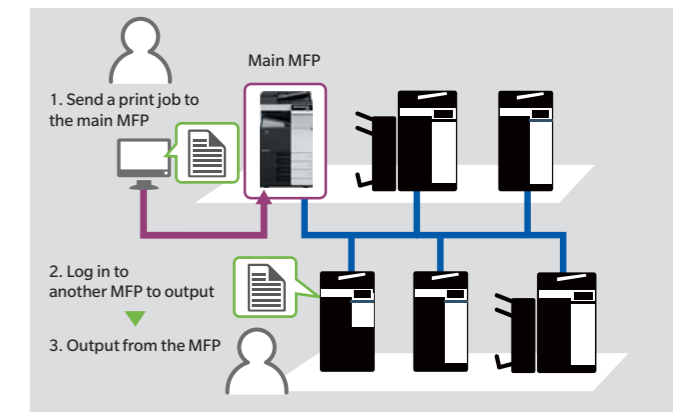 Main MFP
1. Send a print job to
the main MFP
2. Log in to
another MFP to output
3. Output from the MFP